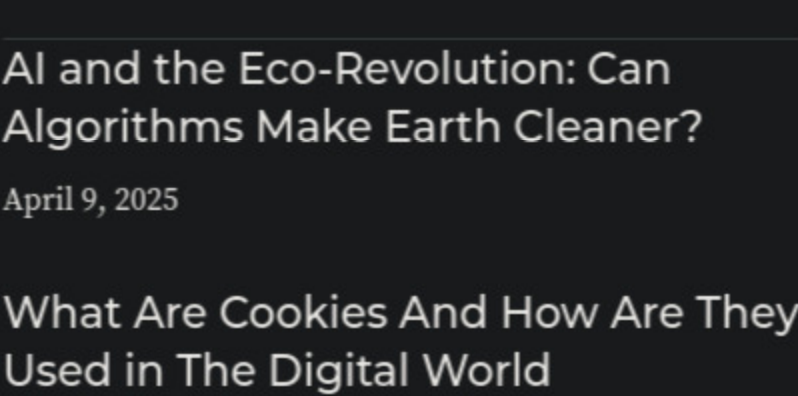 AI and the Eco-Revolution: Can
Algorithms Make Earth Cleaner?
April 9, 2025
What Are Cookies And How Are They
Used in The Digital World